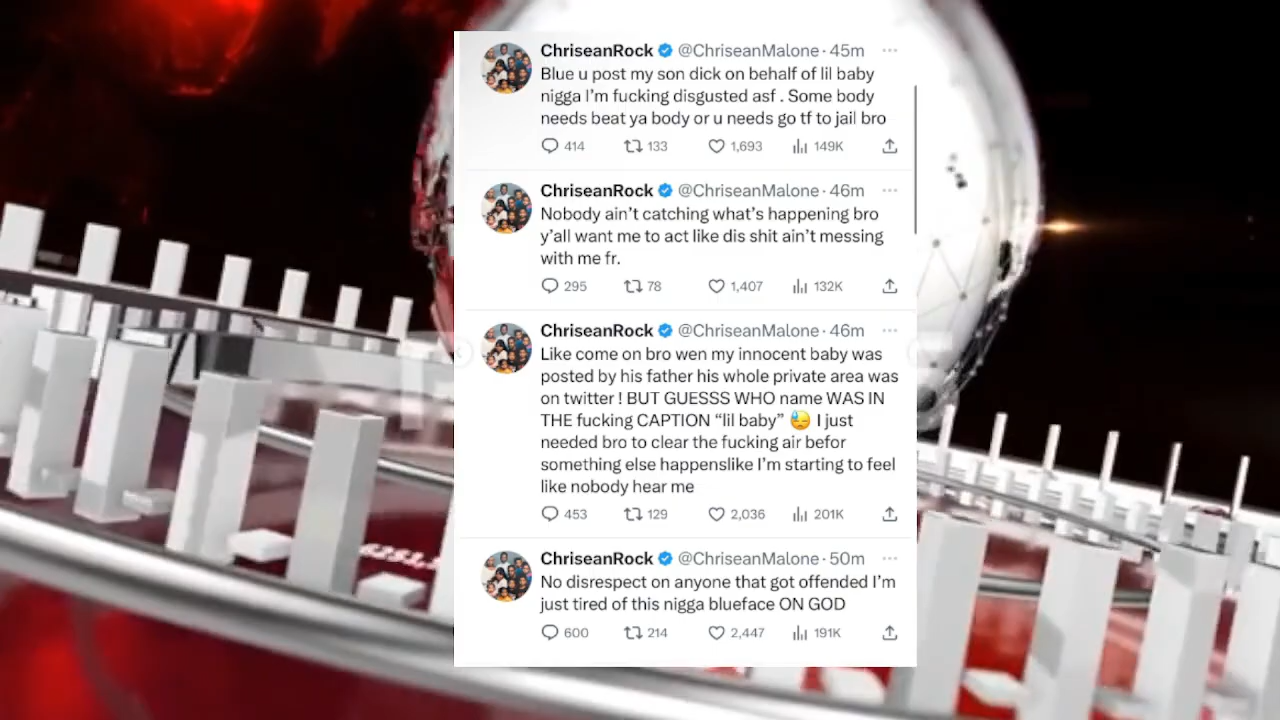 ChriseanRock @ChriseanMalone · 45m
Blue u post my son dick on behalf of lil baby
nigga I'm fucking disgusted asf . Some body
needs beat ya body or u needs go tf to jail bro
414 133 1,693 149K
ChriseanRock @ChriseanMalone · 46m
Nobody ain't catching what's happening bro
y'all want me to act like dis shit ain't messing
with me fr.
295 78 1,407 132K
ChriseanRock @ChriseanMalone · 46m
Like come on bro wen my innocent baby was
posted by his father his whole private area was
on twitter ! BUT GUESSS WHO name WAS IN
THE fucking CAPTION “lil baby” 😓 I just
needed bro to clear the fucking air befor
something else happenslike I'm starting to feel
like nobody hear me
453 129 2,036 201K
ChriseanRock @ChriseanMalone · 50m
No disrespect on anyone that got offended I'm
just tired of this nigga blueface ON GOD
600 214 2,447 191K